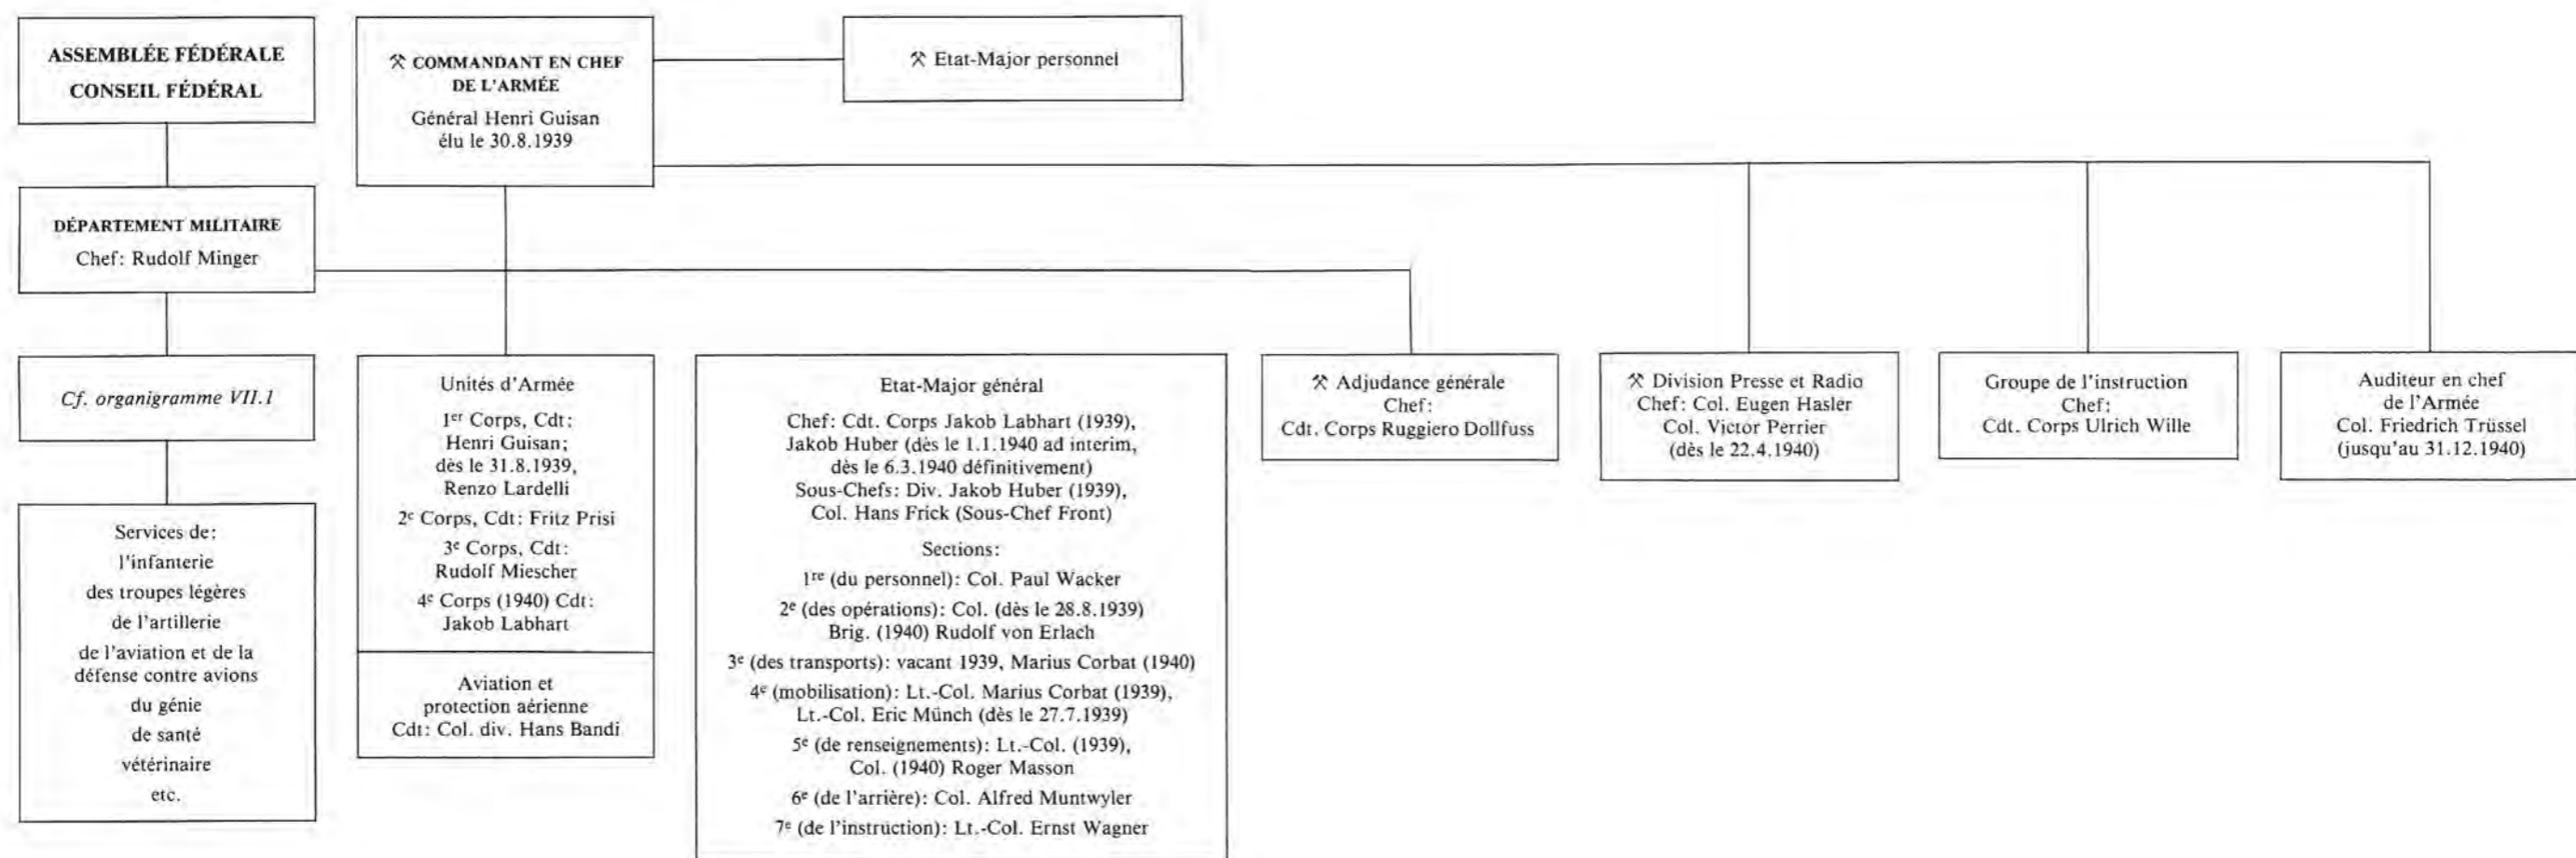 ASSEMBLÉE FÉDÉRALE
CONSEIL FÉDÉRAL
⚒ COMMANDANT EN CHEF
DE L'ARMÉE
Général Henri Guisan
élu le 30.8.1939
⚒ Etat-Major personnel
DÉPARTEMENT MILITAIRE
Chef: Rudolf Minger
Cf. organigramme VII.1
Services de:
l'infanterie
des troupes légères
de l'artillerie
de l'aviation et de la
défense contre avions
du génie
de santé
vétérinaire
etc.
Unités d'Armée
1er Corps, Cdt:
Henri Guisan;
dès le 31.8.1939,
Renzo Lardelli
2e Corps, Cdt: Fritz Prisi
3e Corps, Cdt:
Rudolf Miescher
4e Corps (1940) Cdt:
Jakob Labhart
Aviation et
protection aérienne
Cdt: Col. div. Hans Bandi
Etat-Major général
Chef: Cdt. Corps Jakob Labhart (1939),
Jakob Huber (dès le 1.1.1940 ad interim,
dès le 6.3.1940 définitivement)
Sous-Chefs: Div. Jakob Huber (1939),
Col. Hans Frick (Sous-Chef Front)
Sections:
1re (du personnel): Col. Paul Wacker
2e (des opérations): Col. (dès le 28.8.1939)
Brig. (1940) Rudolf von Erlach
3e (des transports): vacant 1939, Marius Corbat (1940)
4e (mobilisation): Lt.-Col. Marius Corbat (1939),
Lt.-Col. Eric Münch (dès le 27.7.1939)
5e (de renseignements): Lt.-Col. (1939),
Col. (1940) Roger Masson
6e (de l'arrière): Col. Alfred Muntwyler
7e (de l'instruction): Lt.-Col. Ernst Wagner
⚒ Adjudance générale
Chef:
Cdt. Corps Ruggiero Dollfuss
⚒ Division Presse et Radio
Chef: Col. Eugen Hasler
Col. Victor Perrier
(dès le 22.4.1940)
Groupe de l'instruction
Chef:
Cdt. Corps Ulrich Wille
Auditeur en chef
de l'Armée
Col. Friedrich Trüssel
(jusqu'au 31.12.1940)